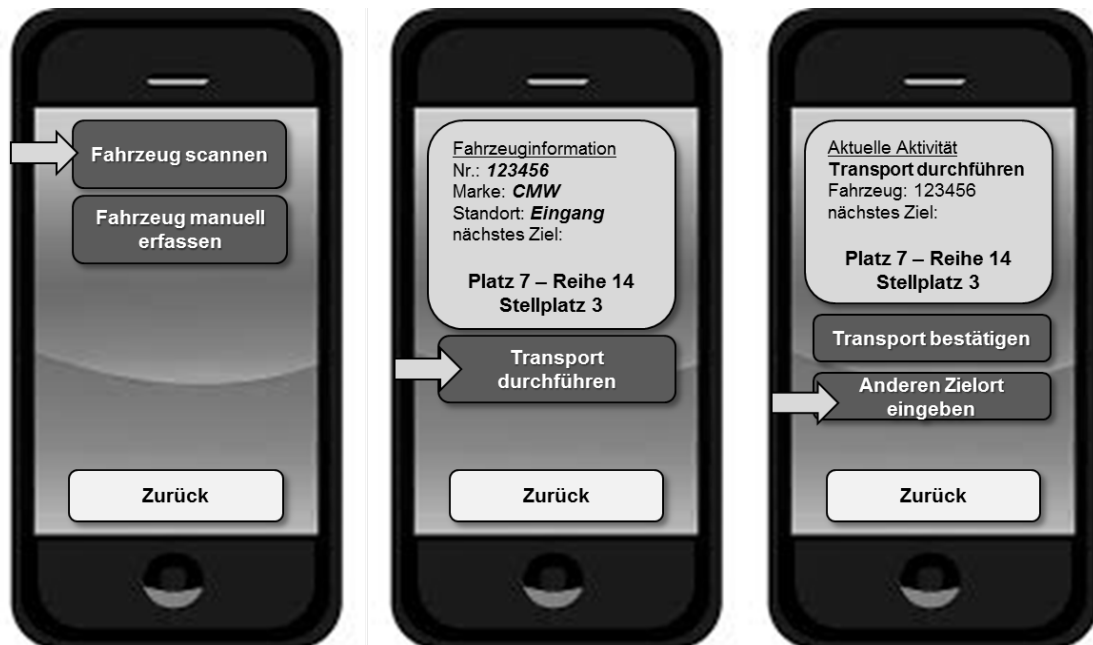 Fahrzeug scannen
Fahrzeug manuell
erfassen
Zurück
Fahrzeuginformation
Nr.: 123456
Marke: CMW
Standort: Eingang
nächstes Ziel:
Platz 7 – Reihe 14
Stellplatz 3
Transport
durchführen
Zurück
Aktuelle Aktivität
Transport durchführen
Fahrzeug: 123456
nächstes Ziel:
Platz 7 – Reihe 14
Stellplatz 3
Transport bestätigen
Anderen Zielort
eingeben
Zurück